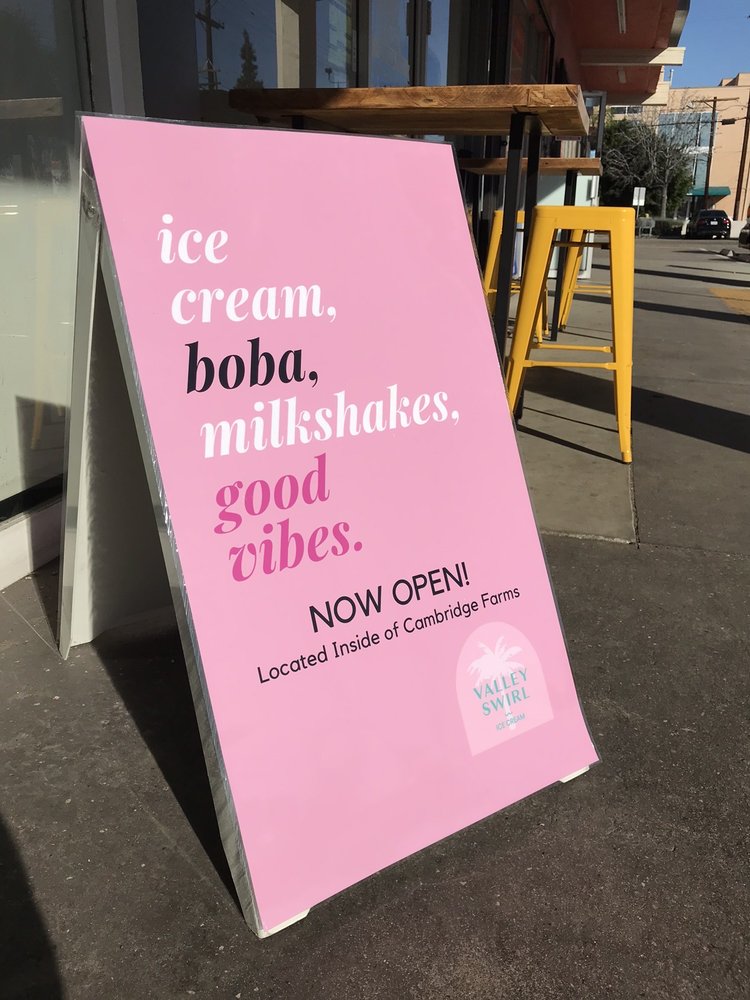 ice
cream,
boba,
milkshakes,
good
vibes.
NOW OPEN!
Located Inside of Cambridge Farms
VALLEY
SWIRL
ICE CREAM